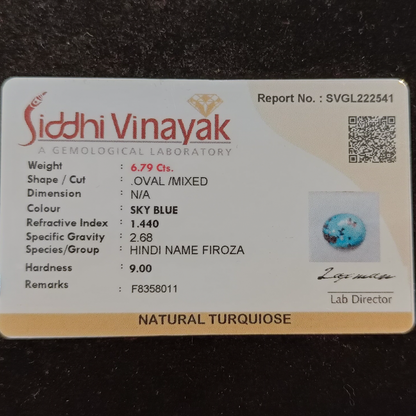 Report No. : SVGL222541
Siddhi Vinayak
A GEMOLOGICAL LABORATORY
Weight : 6.79 Cts.
Shape / Cut : .OVAL /MIXED
Dimension : N/A
Colour : SKY BLUE
Refractive Index : 1.440
Specific Gravity : 2.68
Species/Group : HINDI NAME FIROZA
Hardness : 9.00
Remarks : F8358011
Laxman
Lab Director
NATURAL TURQUIOSE